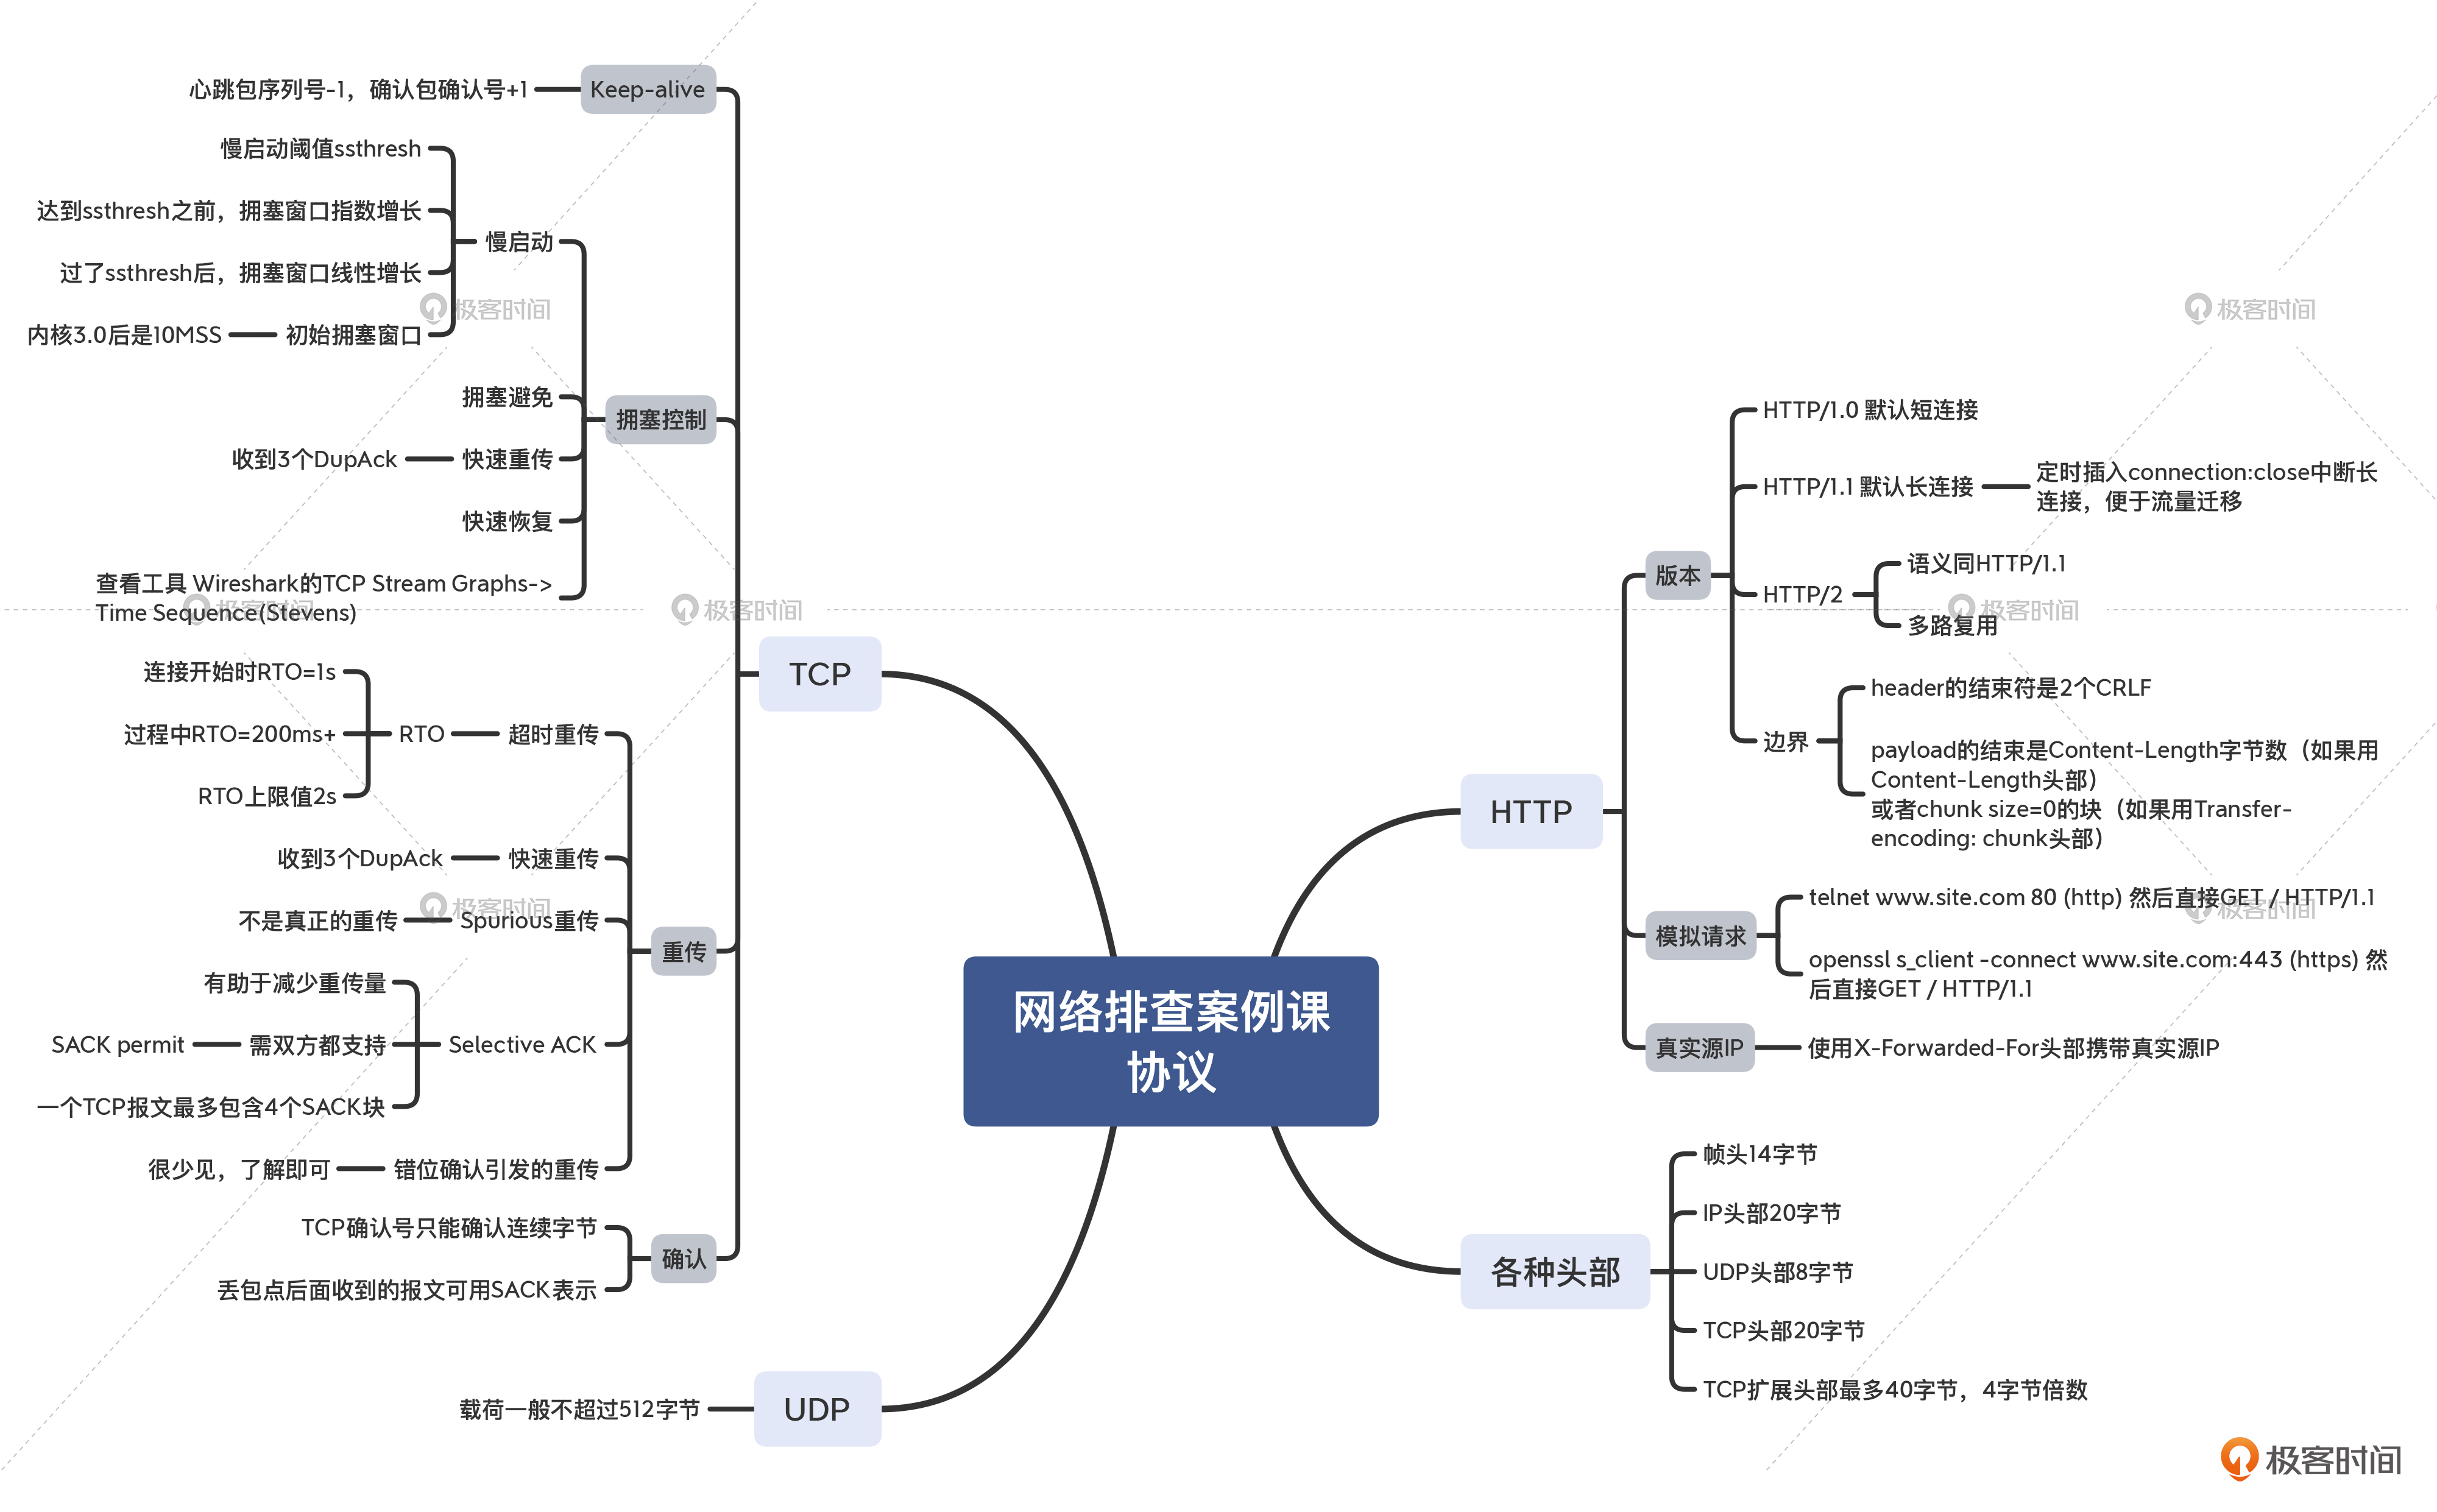 网络排查案例课
协议
TCP
Keep-alive
心跳包序列号-1，确认包确认号+1
拥塞控制
慢启动
慢启动阈值ssthresh
达到ssthresh之前，拥塞窗口指数增长
过了ssthresh后，拥塞窗口线性增长
初始拥塞窗口
内核3.0后是10MSS
拥塞避免
快速重传
收到3个DupAck
快速恢复
查看工具 Wireshark的TCP Stream Graphs->
Time Sequence(Stevens)
重传
超时重传
RTO
连接开始时RTO=1s
过程中RTO=200ms+
RTO上限值2s
快速重传
收到3个DupAck
Spurious重传
不是真正的重传
Selective ACK
有助于减少重传量
需双方都支持
SACK permit
一个TCP报文最多包含4个SACK块
错位确认引发的重传
很少见，了解即可
确认
TCP确认号只能确认连续字节
丢包点后面收到的报文可用SACK表示
UDP
载荷一般不超过512字节
HTTP
版本
HTTP/1.0 默认短连接
HTTP/1.1 默认长连接
定时插入connection:close中断长
连接，便于流量迁移
HTTP/2
语义同HTTP/1.1
多路复用
边界
header的结束符是2个CRLF
payload的结束是Content-Length字节数（如果用
Content-Length头部）
或者chunk size=0的块（如果用Transfer-
encoding: chunk头部）
模拟请求
telnet www.site.com 80 (http) 然后直接GET / HTTP/1.1
openssl s_client -connect www.site.com:443 (https) 然
后直接GET / HTTP/1.1
真实源IP
使用X-Forwarded-For头部携带真实源IP
各种头部
帧头14字节
IP头部20字节
UDP头部8字节
TCP头部20字节
TCP扩展头部最多40字节，4字节倍数
极客时间
极客时间
极客时间
极客时间
极客时间
极客时间
极客时间
极客时间